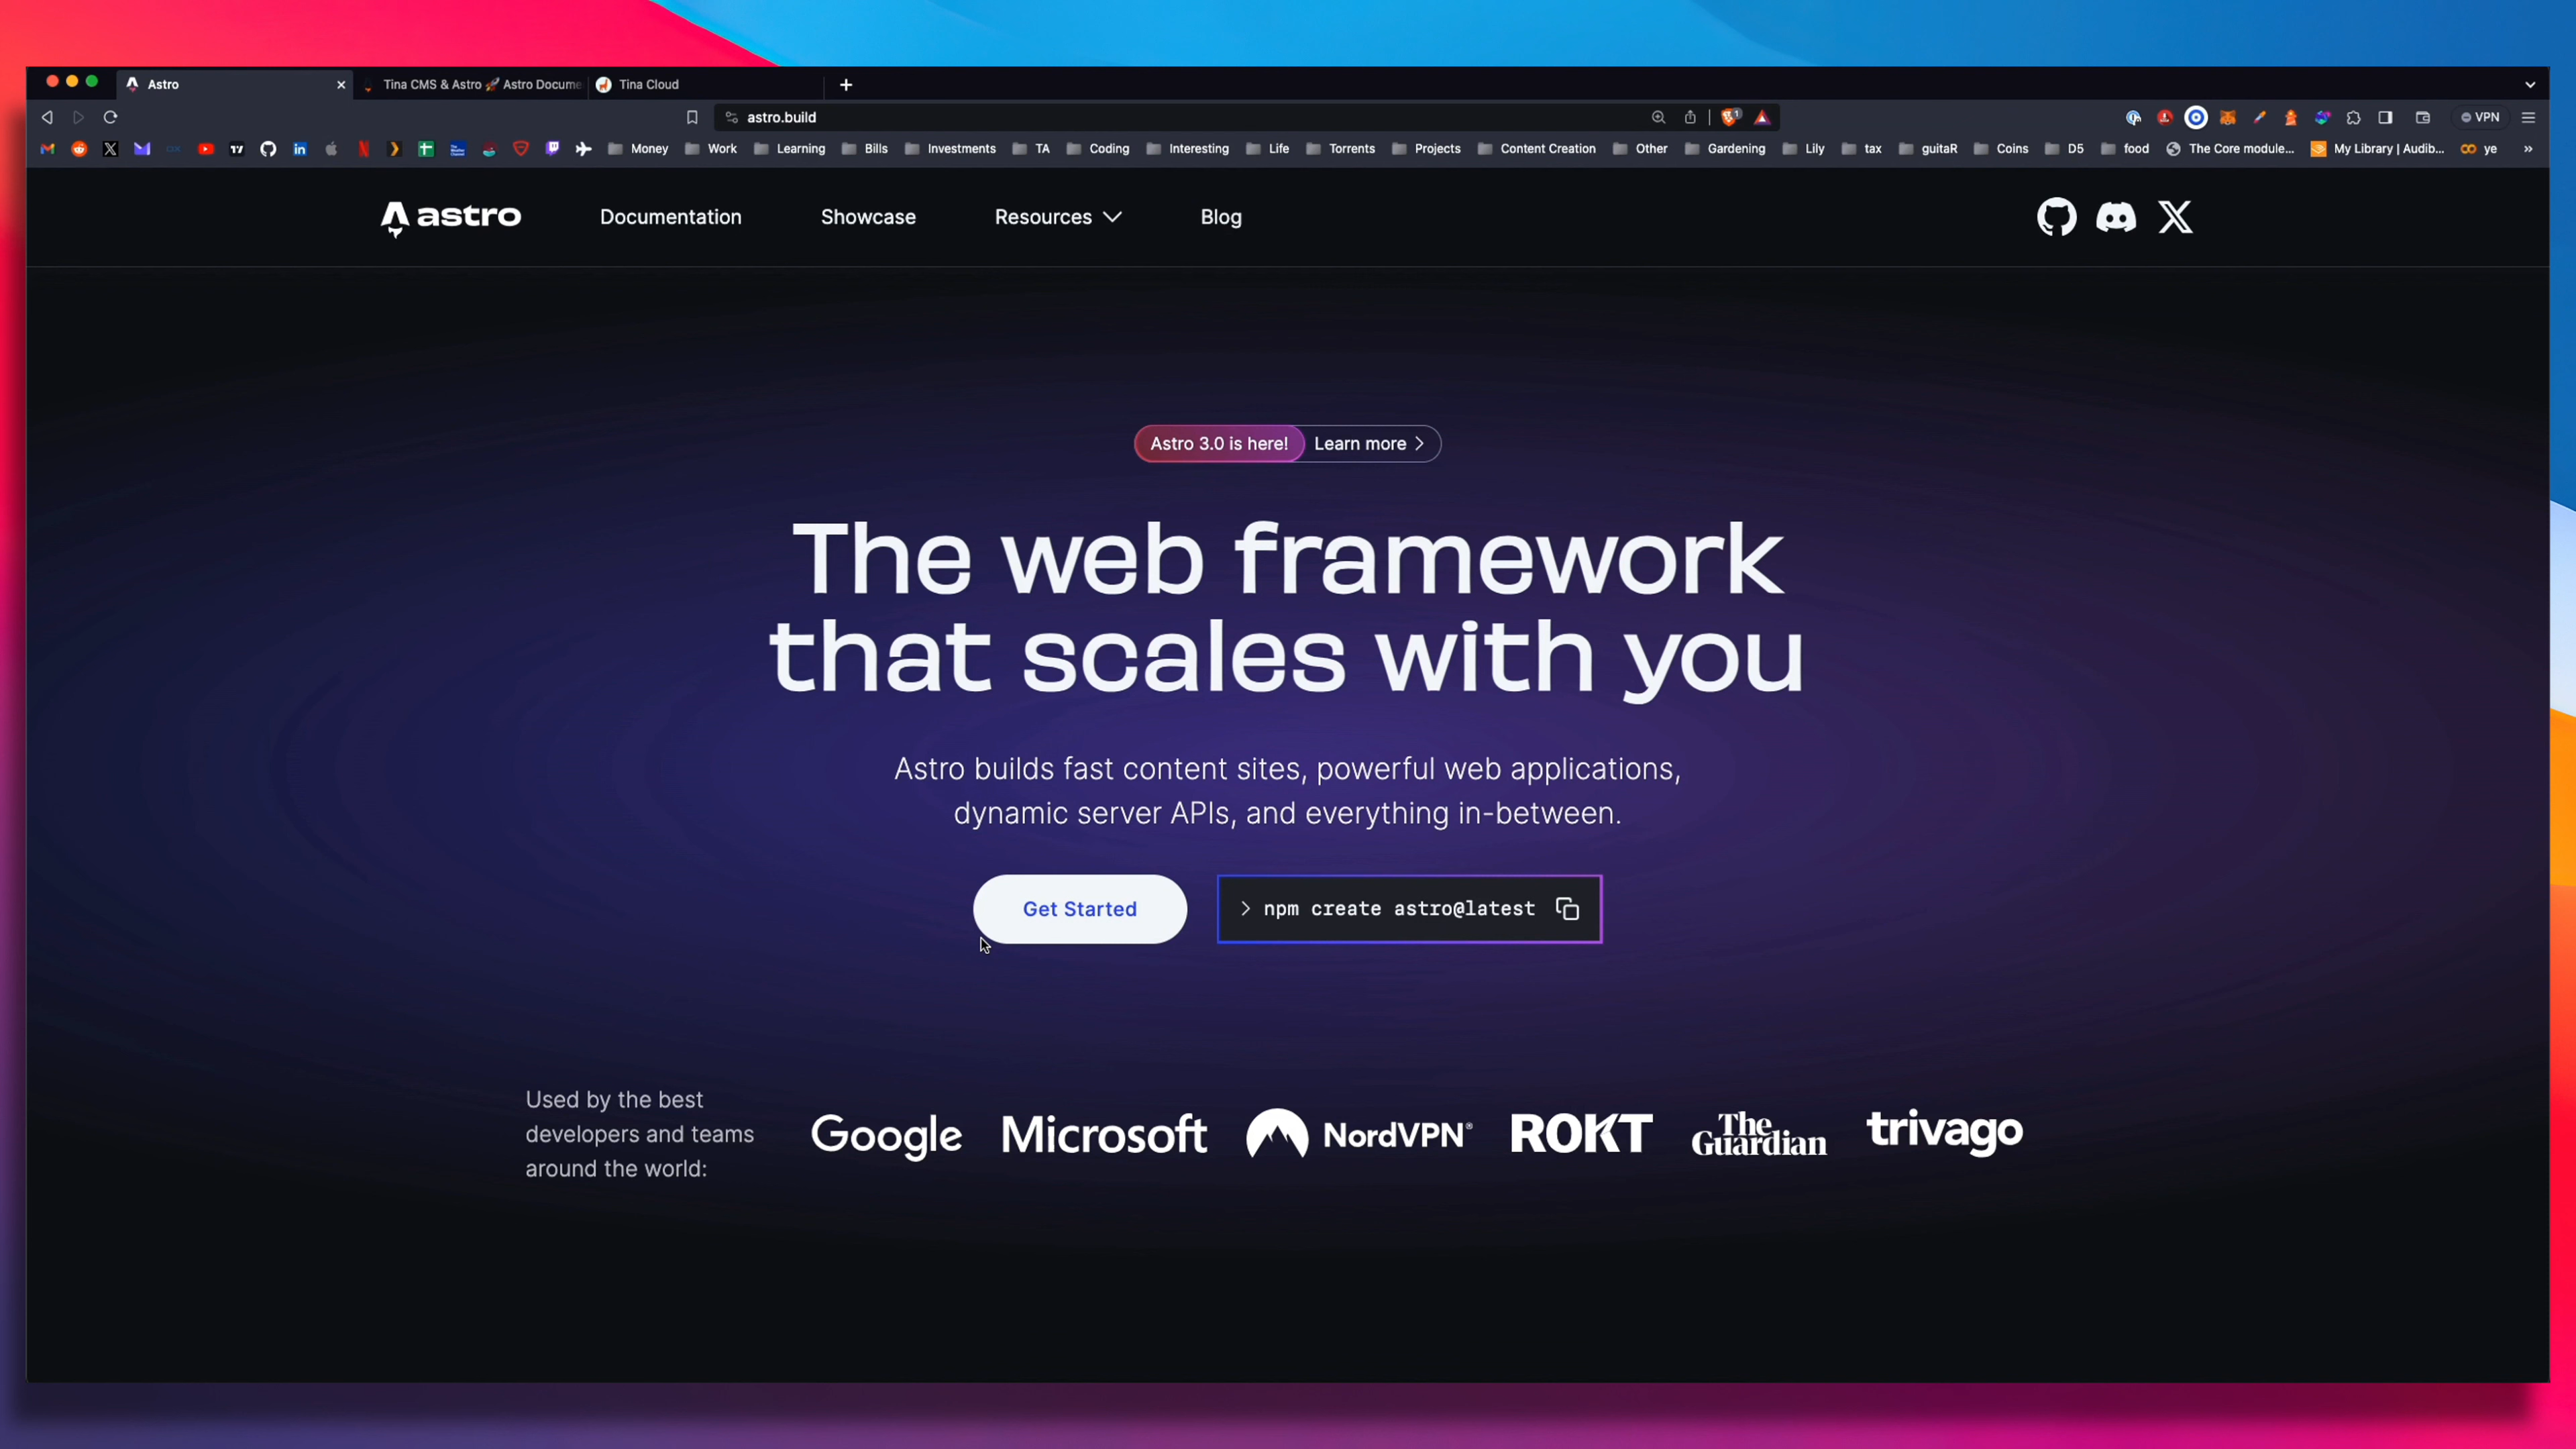 Astro
Tina CMS & Astro 🚀 Astro Docume
Tina Cloud
astro.build
VPN
Money
Work
Learning
Bills
Investments
TA
Coding
Interesting
Life
Torrents
Projects
Content Creation
Other
Gardening
Lily
tax
guitaR
Coins
D5
food
The Core module...
My Library | Audib...
ye
astro
Documentation
Showcase
Resources
Blog
Astro 3.0 is here!
Learn more
The web framework
that scales with you
Astro builds fast content sites, powerful web applications,
dynamic server APIs, and everything in-between.
Get Started
> npm create astro@latest
Used by the best
developers and teams
around the world:
Google
Microsoft
NordVPN®
ROKT
The
Guardian
trivago